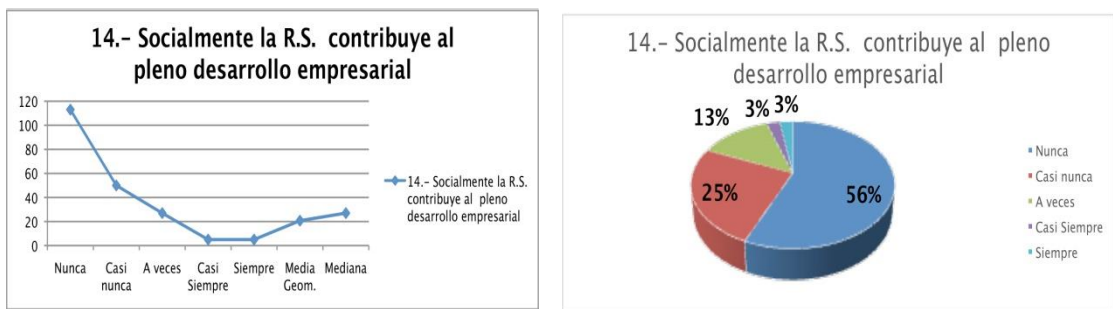 14.- Socialmente la R.S. contribuye al
pleno desarrollo empresarial
120
100
80
60
40
20
0
Nunca
Casi
nunca
A veces
Casi
Siempre
Siempre
Media
Geom.
Mediana
14.- Socialmente la R.S.
contribuye al pleno
desarrollo empresarial
14.- Socialmente la R.S. contribuye al pleno
desarrollo empresarial
13%
3%
3%
25%
56%
Nunca
Casi nunca
A veces
Casi Siempre
Siempre